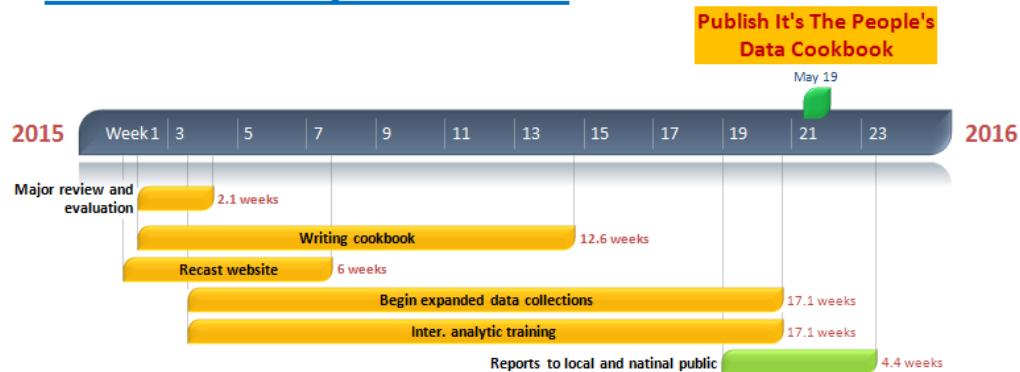 Publish It's The People's
Data Cookbook
May 19
2015
Week 1 3 5 7 9 11 13 15 17 19 21 23
2016
Major review and
evaluation
2.1 weeks
Writing cookbook
12.6 weeks
Recast website
6 weeks
Begin expanded data collections
17.1 weeks
Inter. analytic training
17.1 weeks
Reports to local and natinal public
4.4 weeks